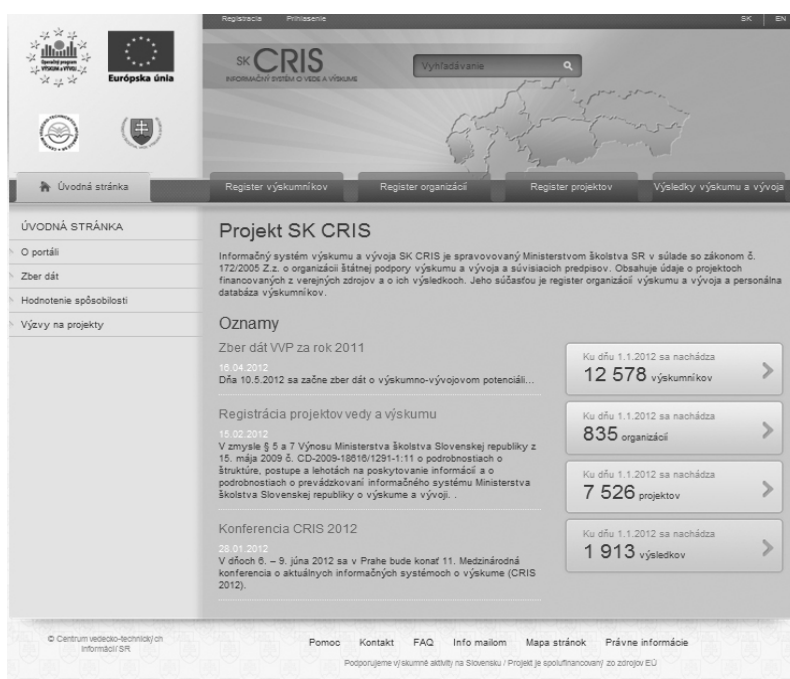 Registrácia Prihlásenie SK EN
Európska únia
SK CRIS
INFORMAČNÝ SYSTÉM O VEDE A VÝSKUME
Vyhľadávanie
Úvodná stránka Register výskumníkov Register organizácií Register projektov Výsledky výskumu a vývoja
ÚVODNÁ STRÁNKA
O portáli
Zber dát
Hodnotenie spôsobilosti
Výzvy na projekty
Projekt SK CRIS
Informačný systém výskumu a vývoja SK CRIS je spravovovaný Ministerstvom školstva SR v súlade so zákonom č.
172/2005 Z.z. o organizácii štátnej podpory výskumu a vývoja a súvisiacich predpisov. Obsahuje údaje o projektoch
financovaných z verejných zdrojov a o ich výsledkoch. Jeho súčasťou je register organizácií výskumu a vývoja a personálna
databáza výskumníkov.
Oznamy
Zber dát VVP za rok 2011
16.04.2012
Dňa 10.5.2012 sa začne zber dát o výskumno-vývojovom potenciáli...
Registrácia projektov vedy a výskumu
15.02.2012
V zmysle § 5 a 7 Výnosu Ministerstva školstva Slovenskej republiky z
15. mája 2009 č. CD-2009-18616/1291-1:11 o podrobnostiach o
štruktúre, postupe a lehotách na poskytovanie informácií a o
podrobnostiach o prevádzkovaní informačného systému Ministerstva
školstva Slovenskej republiky o výskume a vývoji. .
Konferencia CRIS 2012
28.01.2012
V dňoch 6. – 9. júna 2012 sa v Prahe bude konať 11. Medzinárodná
konferencia o aktuálnych informačných systémoch o výskume (CRIS
2012).
Ku dňu 1.1.2012 sa nachádza
12 578 výskumníkov
Ku dňu 1.1.2012 sa nachádza
835 organizácií
Ku dňu 1.1.2012 sa nachádza
7 526 projektov
Ku dňu 1.1.2012 sa nachádza
1 913 výsledkov
© Centrum vedecko-technických
informácií SR
Pomoc Kontakt FAQ Info mailom Mapa stránok Právne informácie
Podporujeme výskumné aktivity na Slovensku / Projekt je spolufinancovaný zo zdrojov EÚ